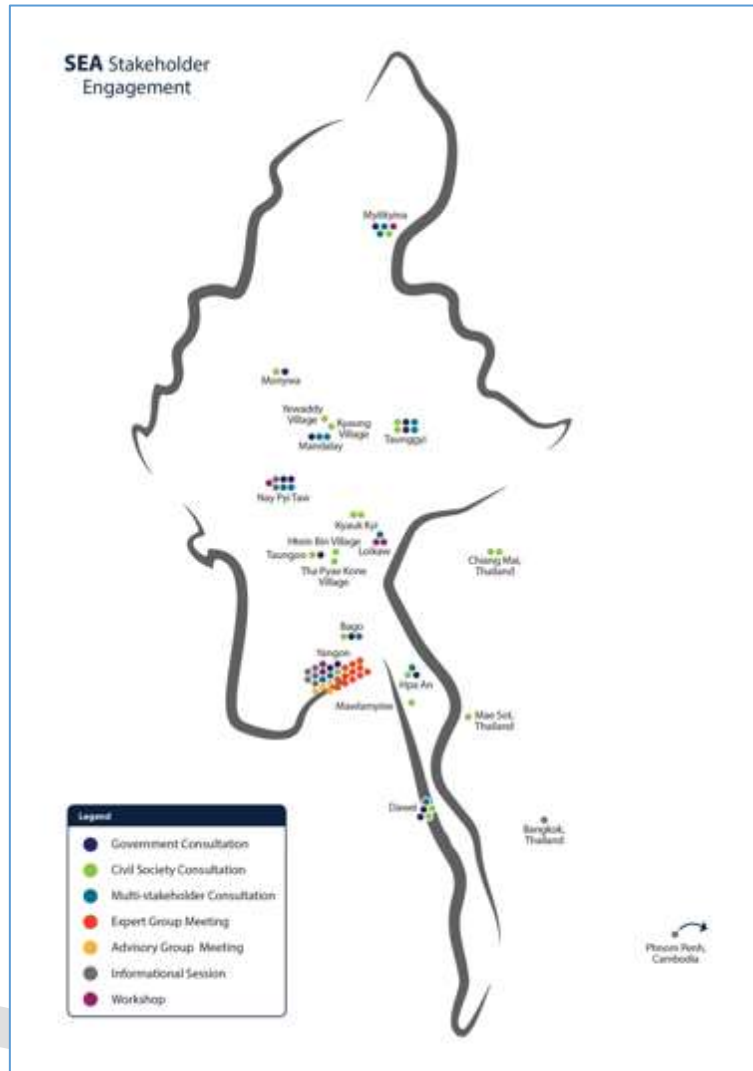 SEA Stakeholder
Engagement
Myitkyina
Monywa
Yewaddy
Village
Kyaung
Village
Mandalay
Taunggyi
Nay Pyi Taw
Kyauk Kyi
Htein Bin Village
Loikaw
Taungoo
Tha Pyae Kone
Village
Chiang Mai,
Thailand
Bago
Yangon
Hpa An
Mawlamyine
Mae Sot,
Thailand
Dawei
Bangkok,
Thailand
Phnom Penh,
Cambodia
Legend
Government Consultation
Civil Society Consultation
Multi-stakeholder Consultation
Expert Group Meeting
Advisory Group Meeting
Informational Session
Workshop